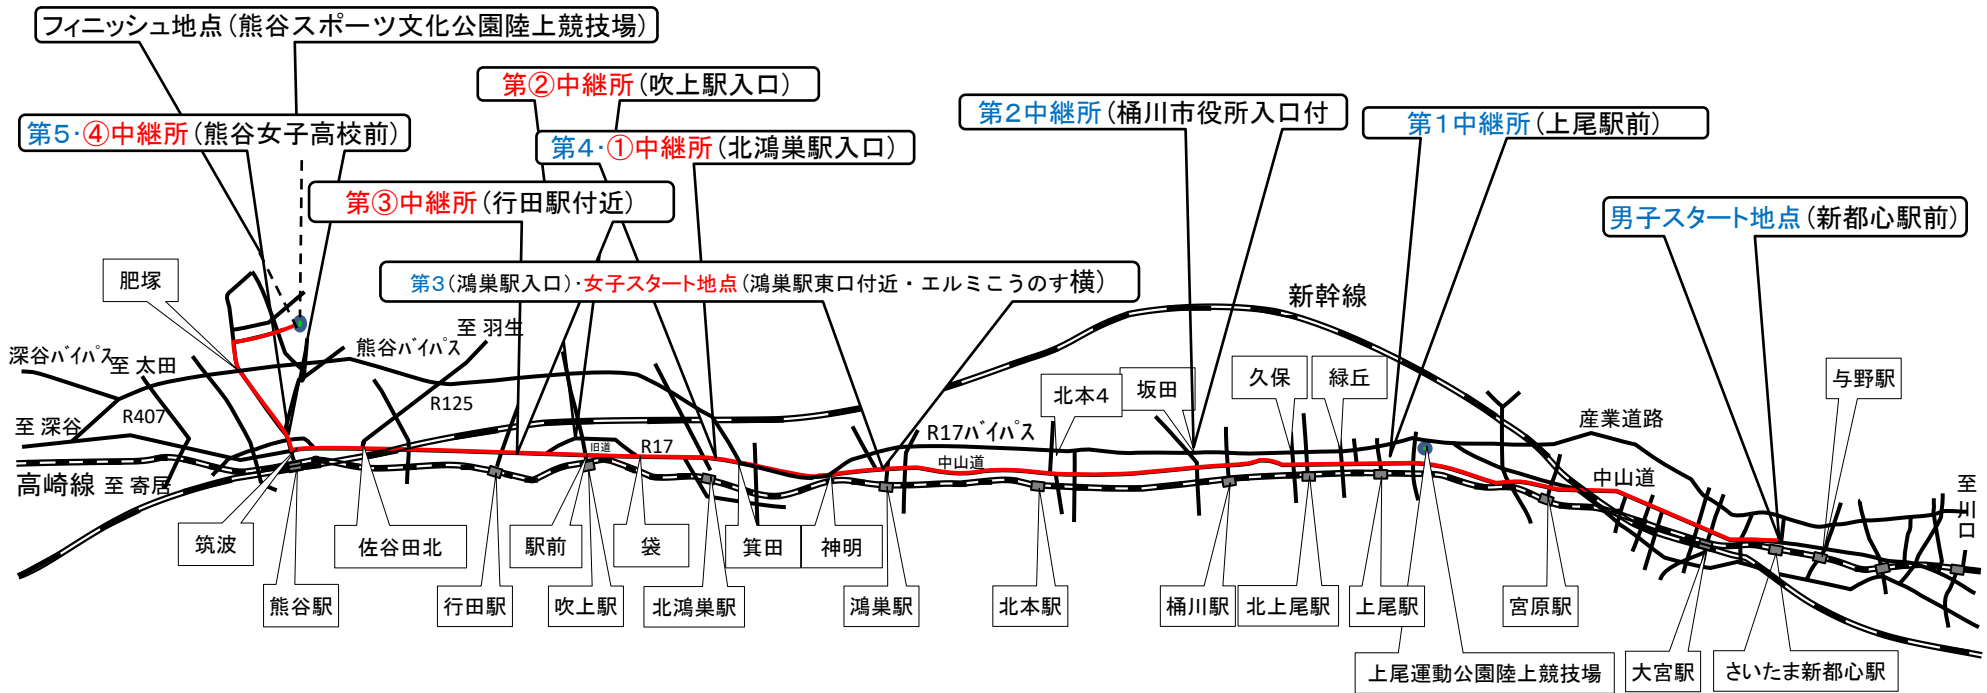 フィニッシュ地点(熊谷スポーツ文化公園陸上競技場)
第②中継所(吹上駅入口)
第2中継所(桶川市役所入口付
第1中継所(上尾駅前)
第5・④中継所(熊谷女子高校前)
第4・①中継所(北鴻巣駅入口)
第③中継所(行田駅付近)
男子スタート地点(新都心駅前)
肥塚
第3(鴻巣駅入口)・女子スタート地点(鴻巣駅東口付近・エルミこうのす横)
新幹線
至 羽生
深谷バイパス
至 太田
熊谷バイパス
北本4
坂田
久保
緑丘
与野駅
R407
R125
至 深谷
旧道
R17
R17バイパス
産業道路
中山道
中山道
高崎線
至 寄居
至川口
筑波
佐谷田北
駅前
袋
箕田
神明
熊谷駅
行田駅
吹上駅
北鴻巣駅
鴻巣駅
北本駅
桶川駅
北上尾駅
上尾駅
宮原駅
上尾運動公園陸上競技場
大宮駅
さいたま新都心駅